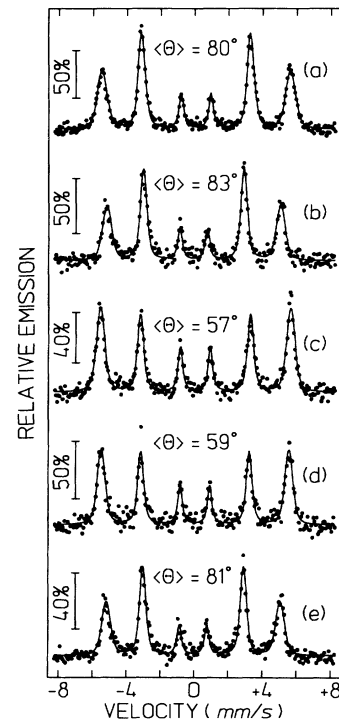 50%
<Θ> = 80°
(a)
50%
<Θ> = 83°
(b)
RELATIVE EMISSION
40%
<Θ> = 57°
(c)
50%
<Θ> = 59°
(d)
40%
<Θ> = 81°
(e)
-8 -4 0 +4 +8
VELOCITY (mm/s)